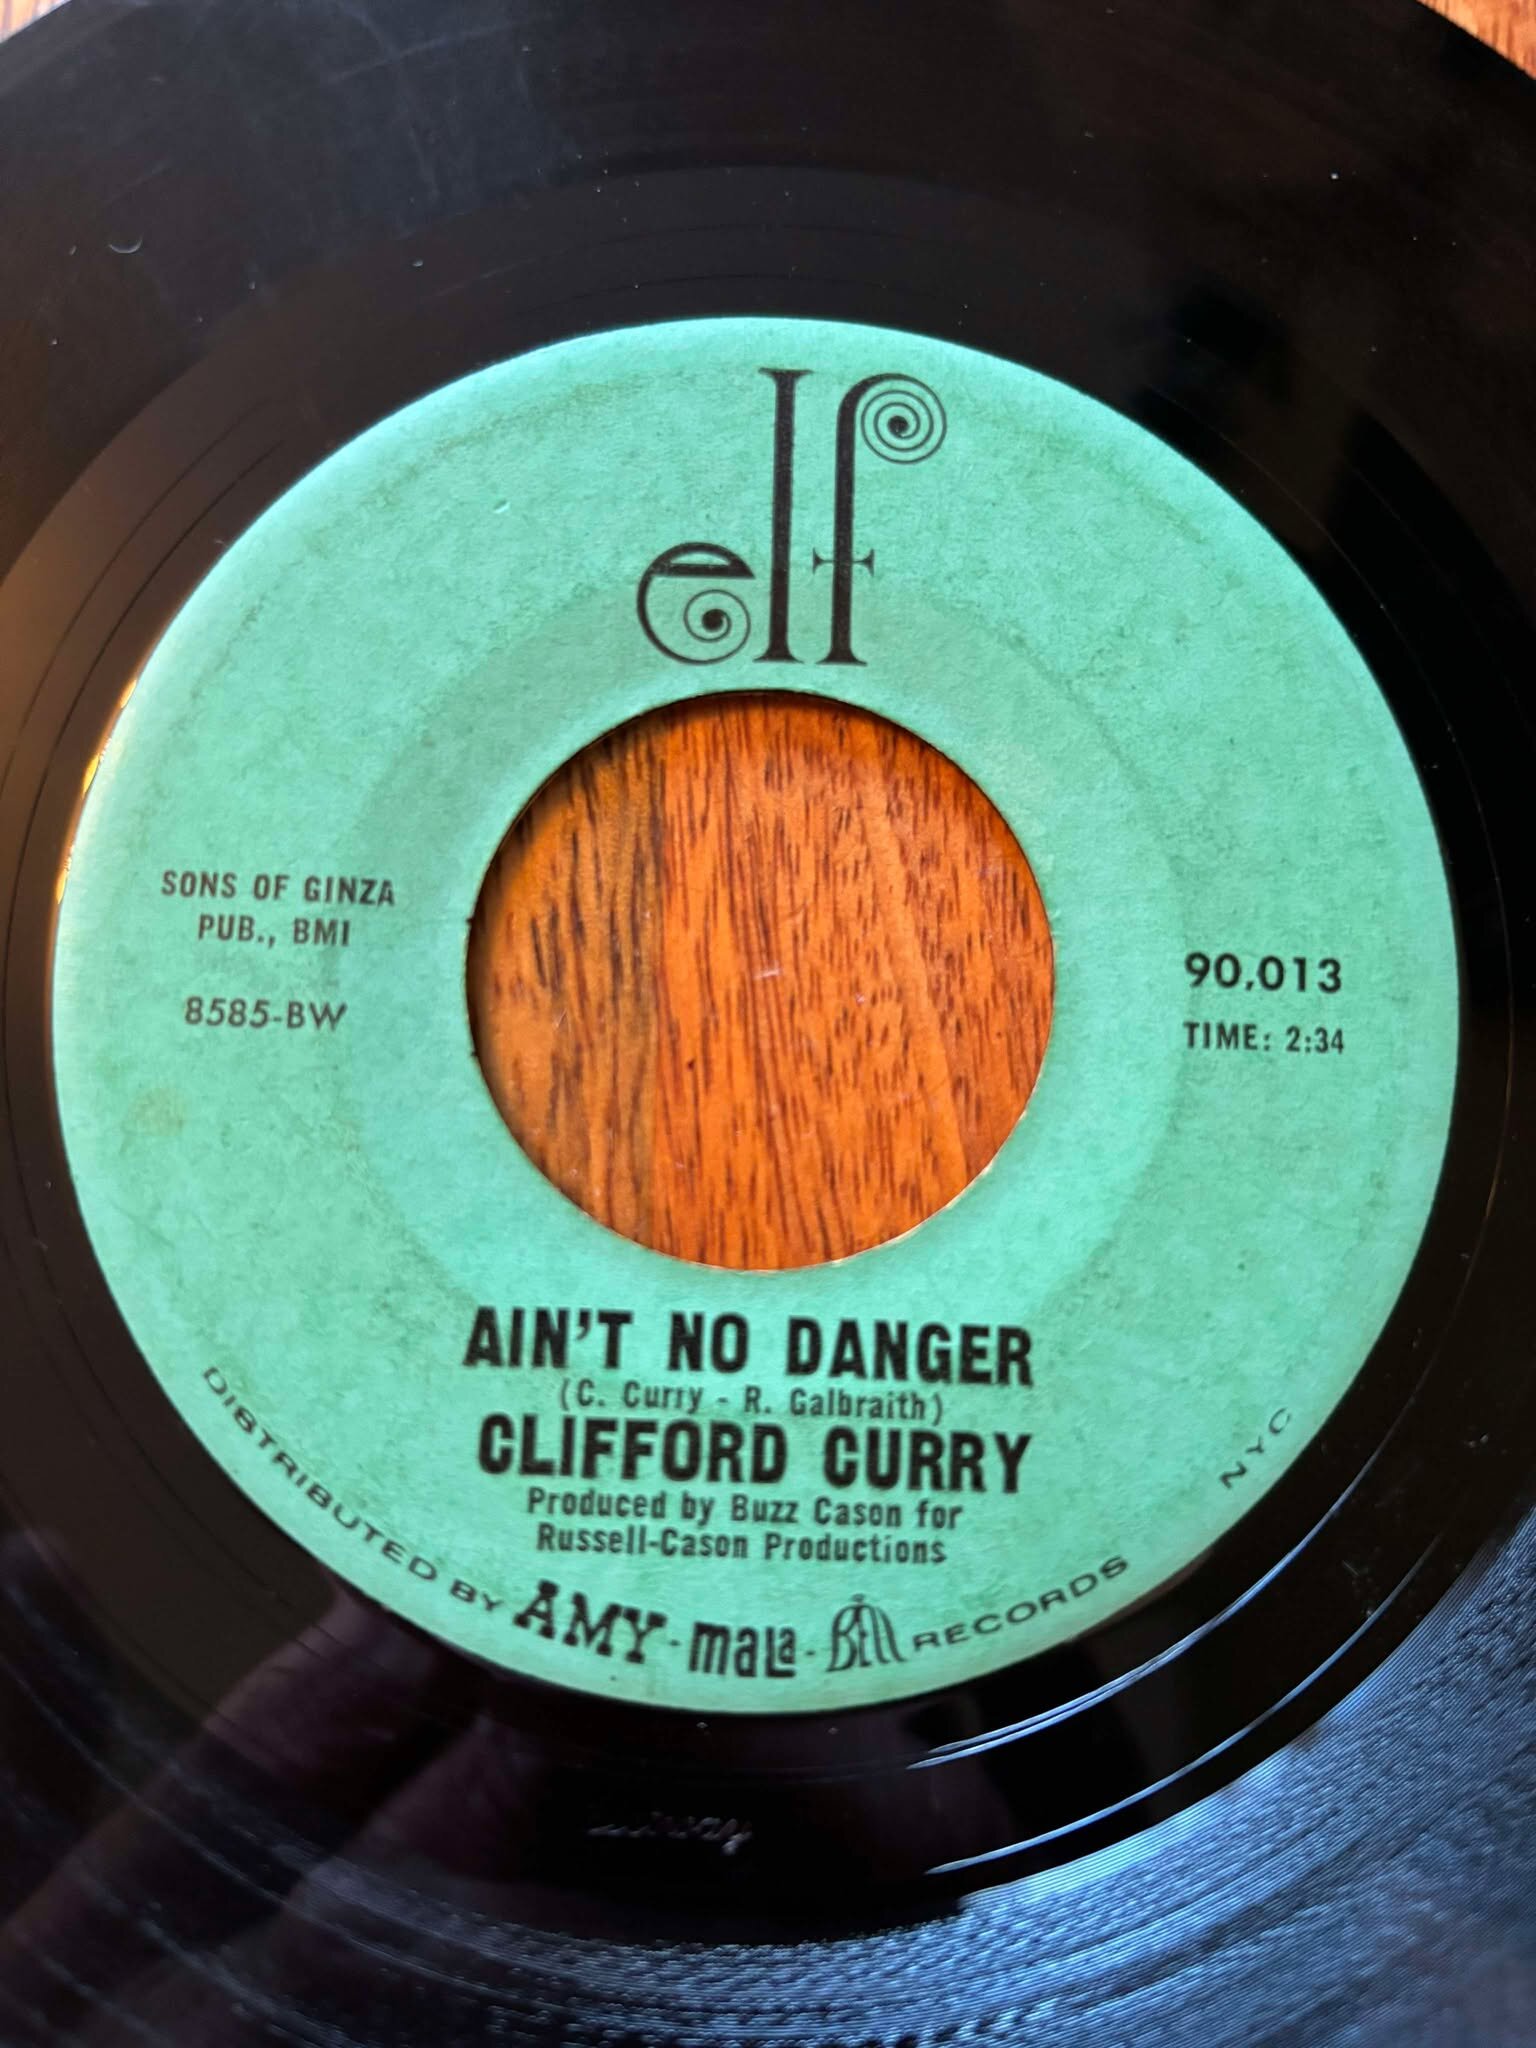 elf
SONS OF GINZA
PUB., BMI
8585-BW
90,013
TIME: 2:34
AIN'T NO DANGER
(C. Curry - R. Galbraith)
CLIFFORD CURRY
Produced by Buzz Cason for
Russell-Cason Productions
DISTRIBUTED BY AMY - mala - BELL RECORDS NYC